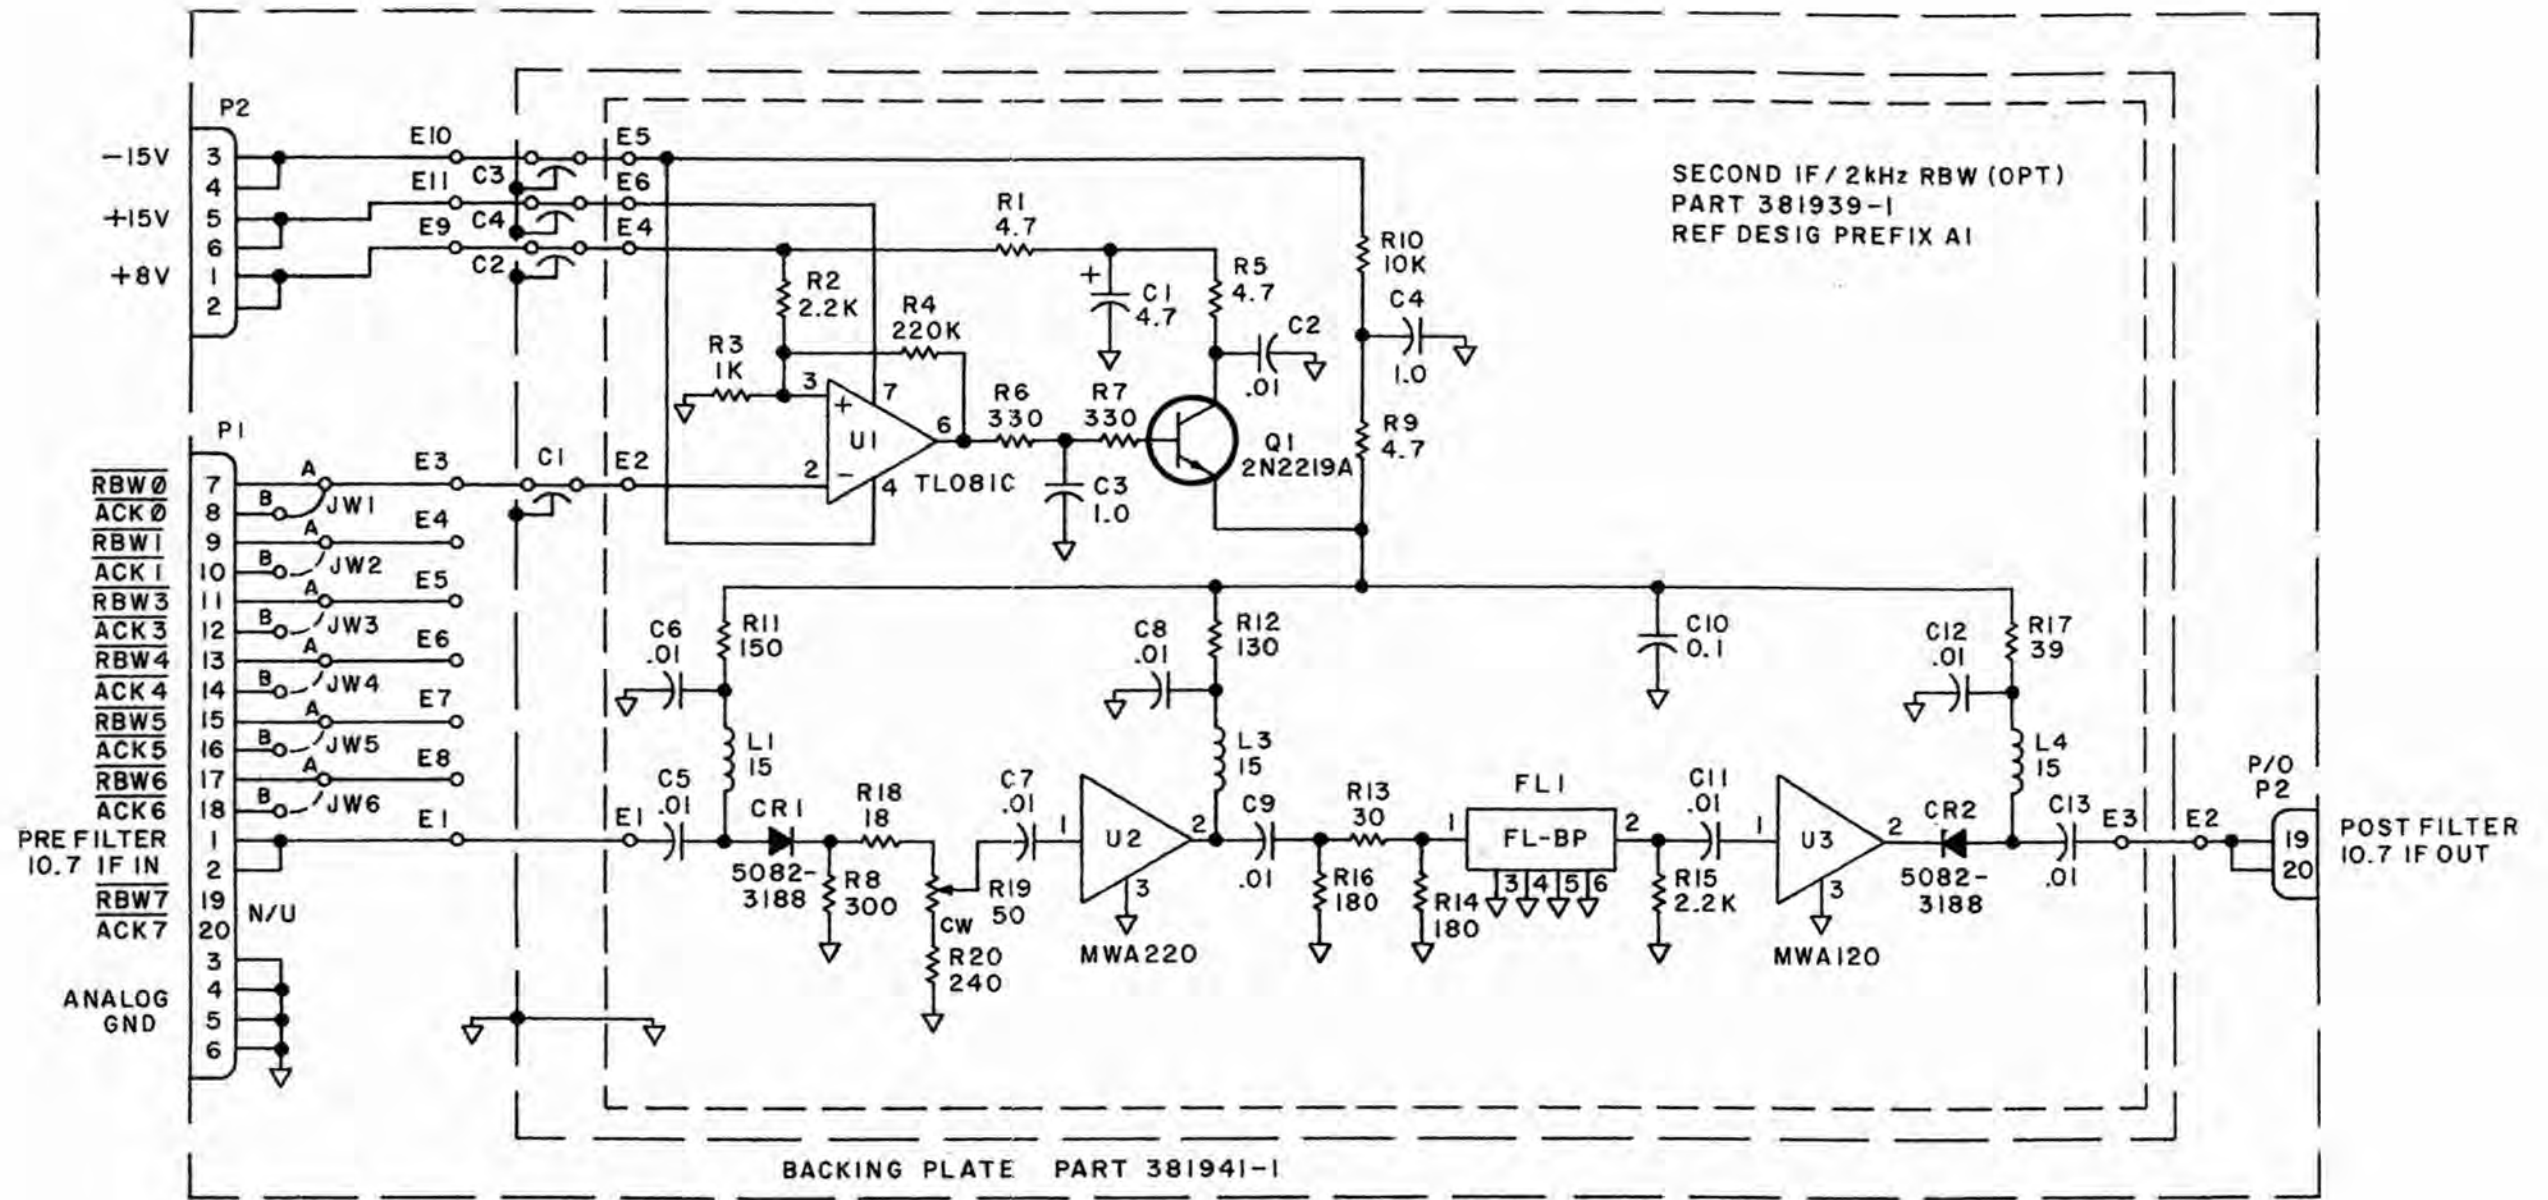 P2
-15V
3
4
+15V
5
6
+8V
1
2
E10
E11
E9
C3
C4
C2
E5
E6
E4
SECOND IF/2kHz RBW (OPT)
PART 381939-1
REF DESIG PREFIX A1
R1
4.7
R2
2.2K
R4
220K
R3
1K
+
C1
4.7
R5
4.7
C2
.01
R10
10K
C4
1.0
R9
4.7
3
+
7
U1
6
2
-
4
TL081C
R6
330
R7
330
C3
1.0
Q1
2N2219A
P1
RBW0 7 A E3 C1 E2
ACK0 8 B JW1
RBW1 9 A E4
ACK1 10 B JW2
RBW3 11 A E5
ACK3 12 B JW3
RBW4 13 A E6
ACK4 14 B JW4
RBW5 15 A E7
ACK5 16 B JW5
RBW6 17 A E8
ACK6 18 B JW6
PRE FILTER 1 E1
10.7 IF IN 2
RBW7 19
N/U
ACK7 20
3
ANALOG 4
GND 5
6
C6
.01
R11
150
L1
15
E1
C5
.01
CR1
5082-
3188
R18
18
R8
300
R19
50
CW
R20
240
C7
.01
C8
.01
R12
130
L3
15
1
U2
2
3
MWA220
C9
.01
R13
30
R16
180
R14
180
FL1
1
FL-BP
2
3 4 5 6
C10
0.1
C11
.01
R15
2.2K
1
U3
2
3
MWA120
C12
.01
R17
39
L4
15
CR2
5082-
3188
C13
.01
E3
E2
P/O
P2
19
20
POST FILTER
10.7 IF OUT
BACKING PLATE PART 381941-1